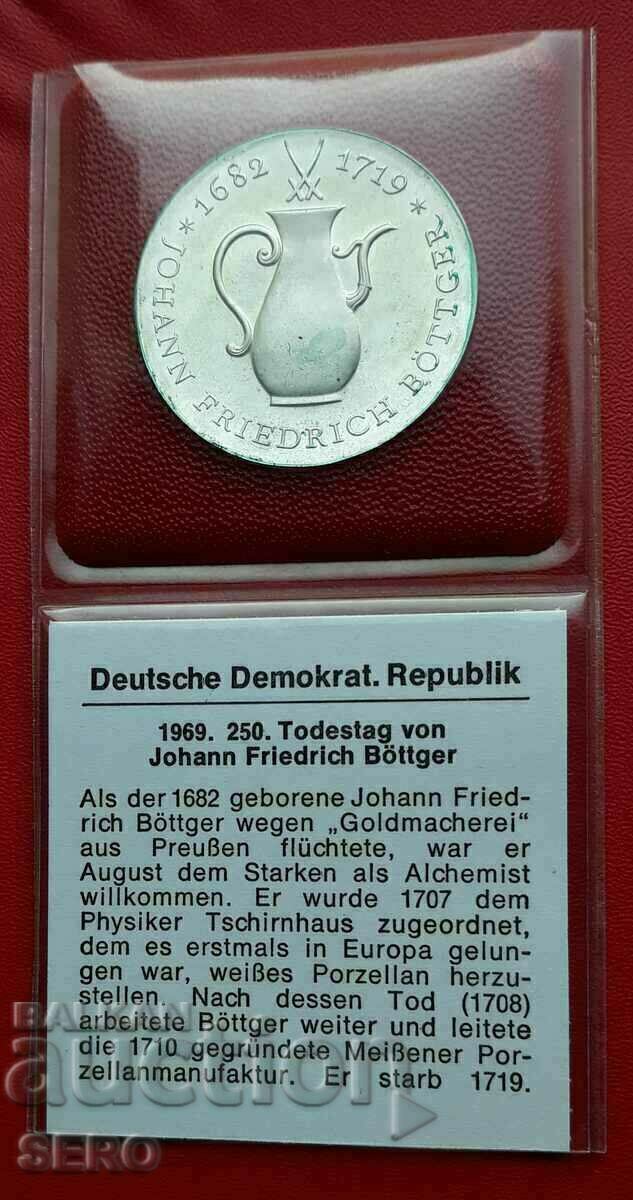 * 1682 1719 *
JOHANN FRIEDRICH BÖTTGER
Deutsche Demokrat. Republik
1969. 250. Todestag von
Johann Friedrich Böttger
Als der 1682 geborene Johann Fried-
rich Böttger wegen „Goldmacherei“
aus Preußen flüchtete, war er
August dem Starken als Alchemist
willkommen. Er wurde 1707 dem
Physiker Tschirnhaus zugeordnet,
dem es erstmals in Europa gelun-
gen war, weißes Porzellan herzu-
stellen. Nach dessen Tod (1708)
arbeitete Böttger weiter und leitete
die 1710 gegründete Meißener Por-
zellanmanufaktur. Er starb 1719.
BALKAN
auction
SERO